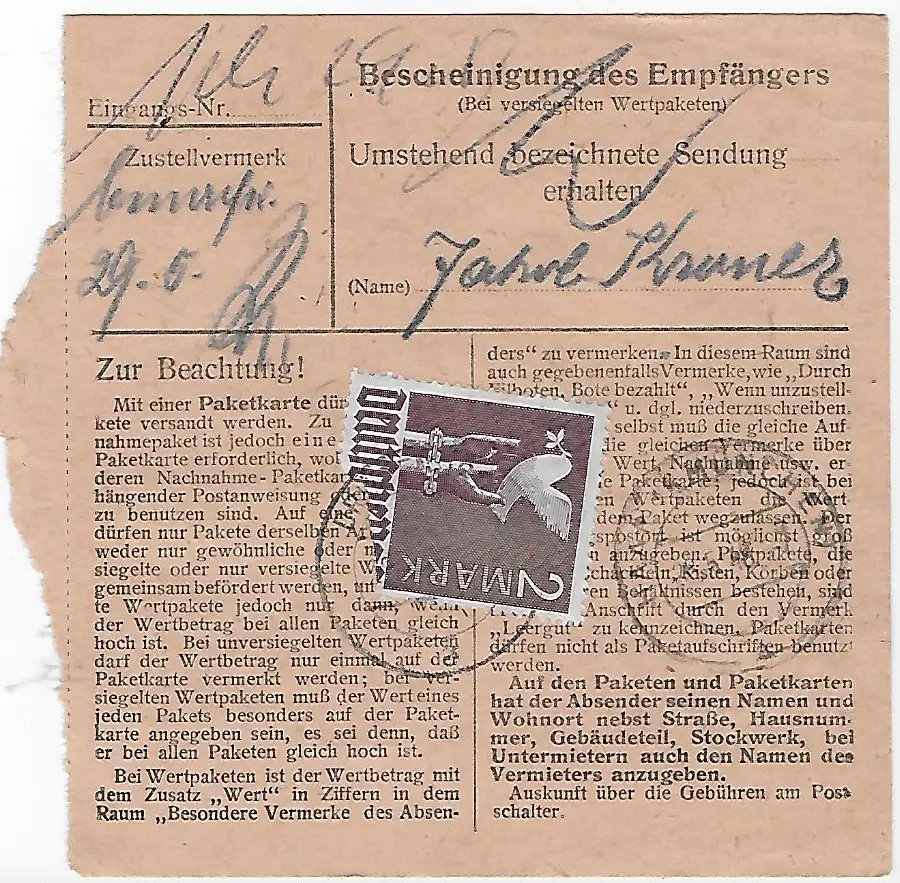 Eingangs-Nr.
Zustellvermerk
29.5.
Bescheinigung des Empfängers
(Bei versiegelten Wertpaketen)
Umstehend bezeichnete Sendung
erhalten
(Name) Jakob
Zur Beachtung!
Mit einer Paketkarte
kete versandt werden. Zu
nahmepaket ist jedoch eine
Paketkarte erforderlich,
deren Nachnahme-Paketkar
hängender Postanweisung oder
zu benutzen sind. Auf eine
dürfen nur Pakete derselben Ar
weder nur gewöhnliche oder n
siegelte oder nur versiegelte W
gemeinsam befördert werden, un
te Wertpakete jedoch nur dann, wenn
der Wertbetrag bei allen Paketen gleich
hoch ist. Bei unversiegelten Wertpaketen
darf der Wertbetrag nur einmal auf der
Paketkarte vermerkt werden; bei ver-
siegelten Wertpaketen muß der Wert eines
jeden Pakets besonders auf der Paket-
karte angegeben sein, es sei denn, daß
er bei allen Paketen gleich hoch ist.
Bei Wertpaketen ist der Wertbetrag mit
dem Zusatz „Wert“ in Ziffern in dem
Raum „Besondere Vermerke des Absen-
ders“ zu vermerken. In diesem Raum sind
auch gegebenenfalls Vermerke, wie „Durch
Eilboten, Bote bezahlt“, „Wenn unzustell-
“ u. dgl. niederzuschreiben.
selbst muß die gleiche Auf-
die gleichen Vermerke über
Wert, Nachnahme usw. er-
e Paketkarte; jedoch ist bei
en Wertpaketen die Wert-
dem Paket wegzulassen. Der
spostort ist möglichst groß
n anzugeben. Postpakete, die
chachteln, Kisten, Körben oder
ren Behältnissen bestehen, sind
Anschrift durch den Vermerk
„Leergut“ zu kennzeichnen. Paketkarten
dürfen nicht als Paketaufschriften benutzt
werden.
Auf den Paketen und Paketkarten
hat der Absender seinen Namen und
Wohnort nebst Straße, Hausnum-
mer, Gebäudeteil, Stockwerk, bei
Untermietern auch den Namen des
Vermieters anzugeben.
Auskunft über die Gebühren am Post
schalter.
Deutsche
2 MARK